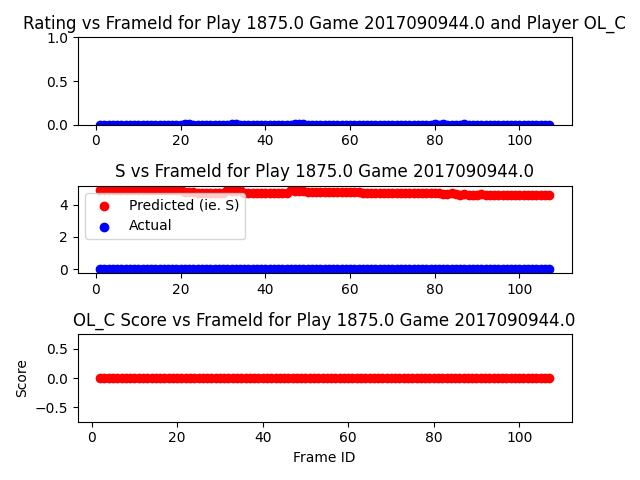 Rating vs FrameId for Play 1875.0 Game 2017090944.0 and Player OL_C
1.0
0.5
0.0
0 20 40 60 80 100
S vs FrameId for Play 1875.0 Game 2017090944.0
4
2
0
Predicted (ie. S)
Actual
0 20 40 60 80 100
OL_C Score vs FrameId for Play 1875.0 Game 2017090944.0
Score
0.5
0.0
−0.5
0 20 40 60 80 100
Frame ID